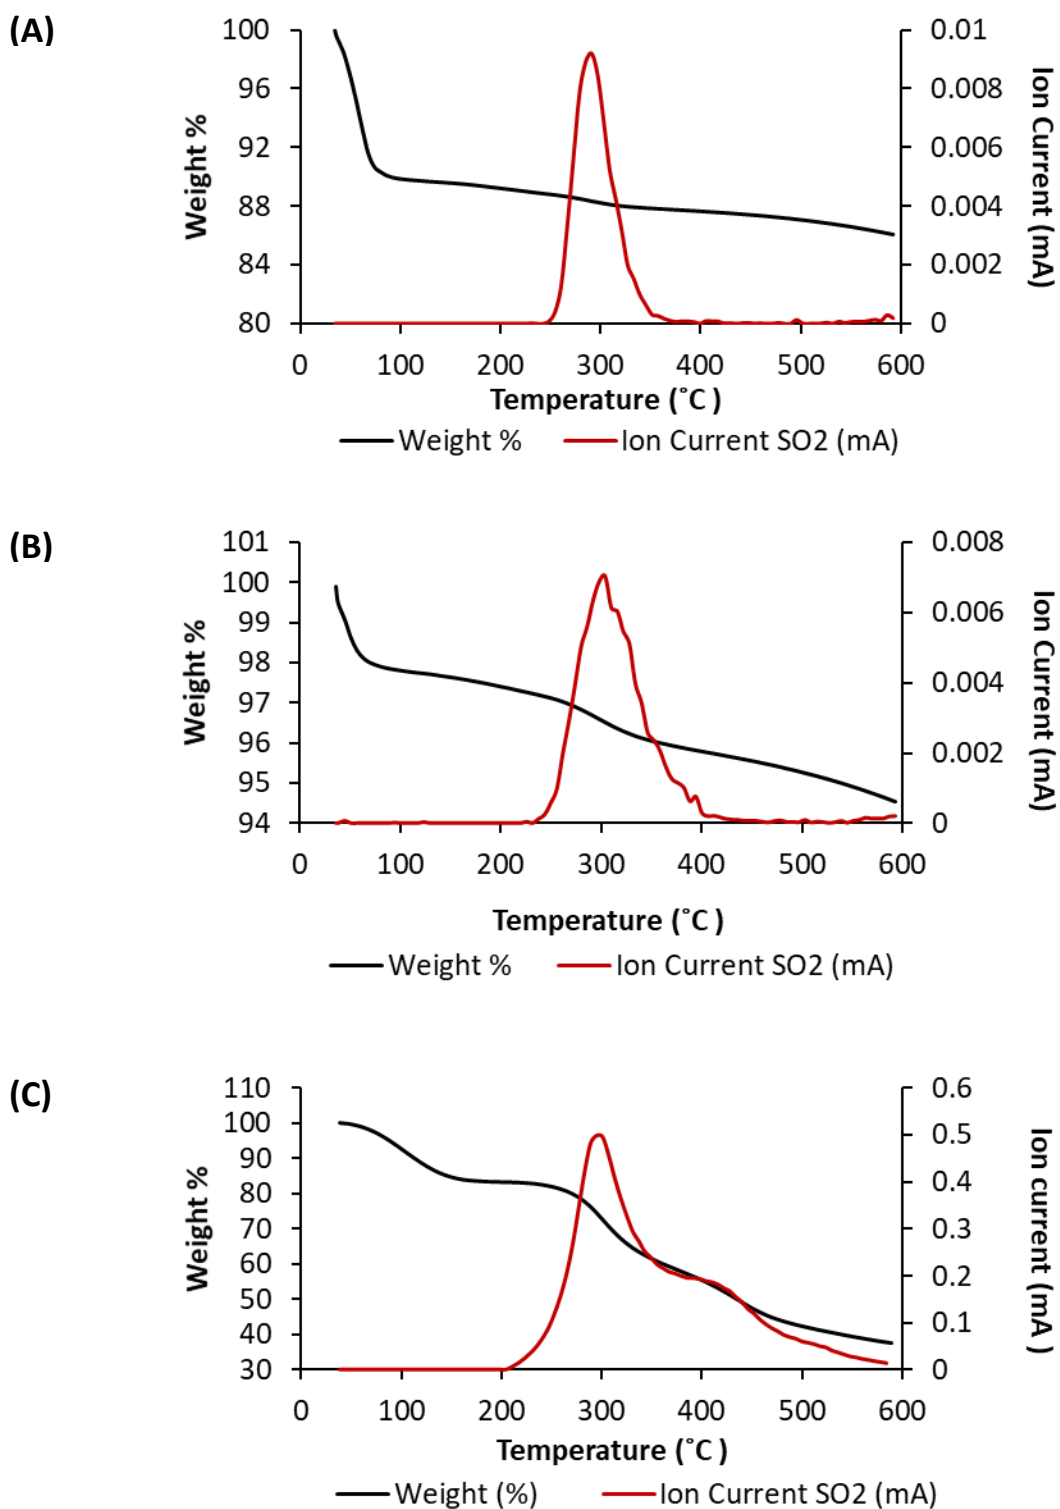 (A)
100
96
92
88
84
80
Weight %
0.01
0.008
0.006
0.004
0.002
0
Ion Current (mA)
0 100 200 300 400 500 600
Temperature (˚C )
Weight % Ion Current SO2 (mA)
(B)
101
100
99
98
97
96
95
94
Weight %
0.008
0.006
0.004
0.002
0
Ion Current (mA)
0 100 200 300 400 500 600
Temperature (˚C )
Weight % Ion Current SO2 (mA)
(C)
110
100
90
80
70
60
50
40
30
Weight %
0.6
0.5
0.4
0.3
0.2
0.1
0
Ion current (mA )
0 100 200 300 400 500 600
Temperature (˚C )
Weight (%) Ion Current SO2 (mA)